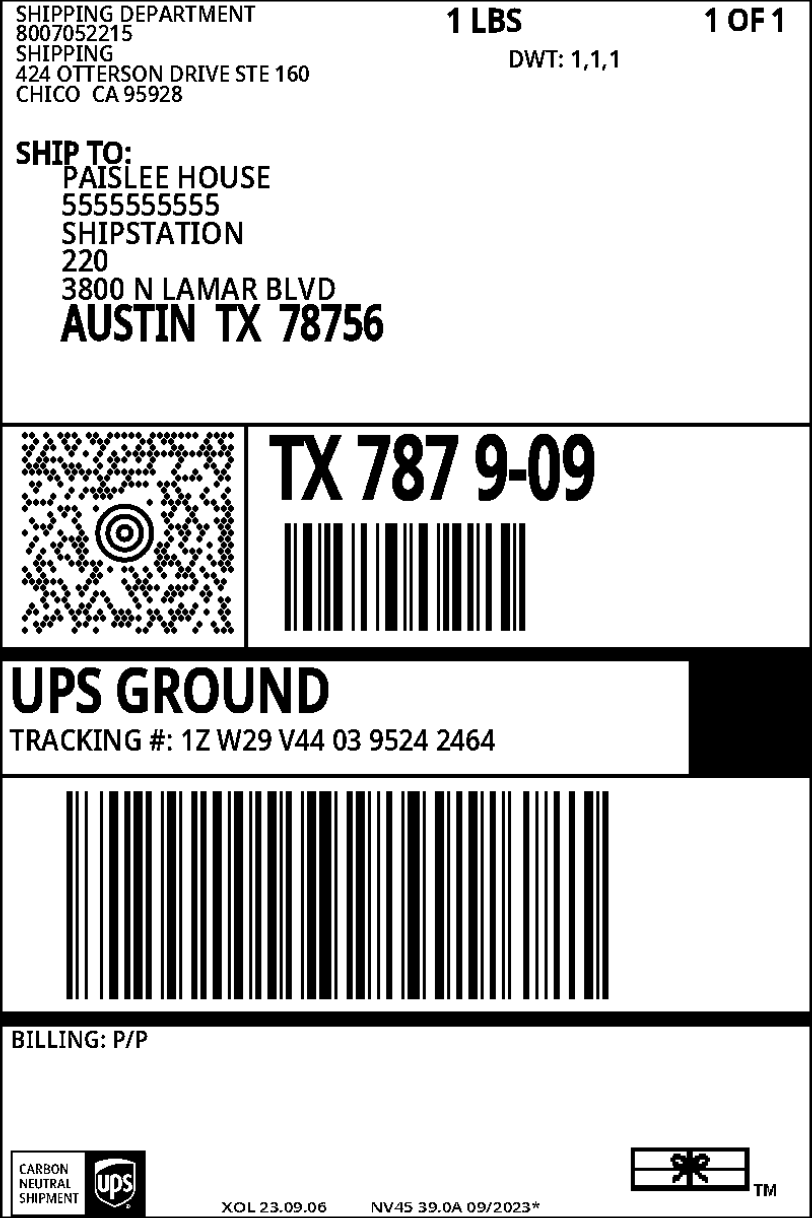 SHIPPING DEPARTMENT
8007052215
SHIPPING
424 OTTERSON DRIVE STE 160
CHICO CA 95928
1 LBS
1 OF 1
DWT: 1,1,1
SHIP TO:
PAISLEE HOUSE
5555555555
SHIPSTATION
220
3800 N LAMAR BLVD
AUSTIN TX 78756
TX 787 9-09
UPS GROUND
TRACKING #: 1Z W29 V44 03 9524 2464
BILLING: P/P
CARBON
NEUTRAL
SHIPMENT
ups
XOL 23.09.06 NV45 39.0A 09/2023*
TM